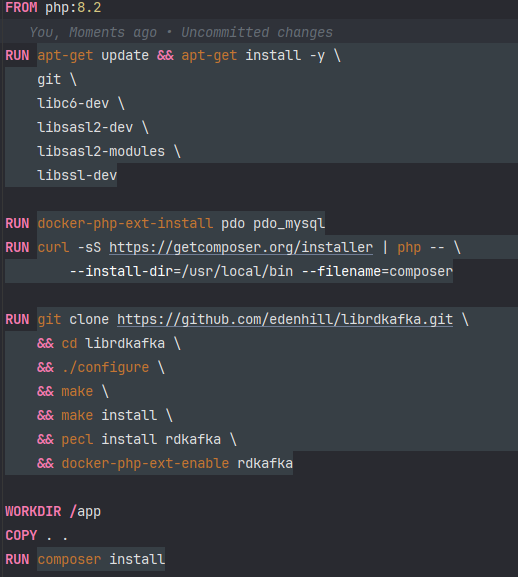 FROM php:8.2
You, Moments ago • Uncommitted changes
RUN apt-get update && apt-get install -y \
git \
libc6-dev \
libsasl2-dev \
libsasl2-modules \
libssl-dev
RUN docker-php-ext-install pdo pdo_mysql
RUN curl -sS https://getcomposer.org/installer | php -- \
--install-dir=/usr/local/bin --filename=composer
RUN git clone https://github.com/edenhill/librdkafka.git \
&& cd librdkafka \
&& ./configure \
&& make \
&& make install \
&& pecl install rdkafka \
&& docker-php-ext-enable rdkafka
WORKDIR /app
COPY . .
RUN composer install